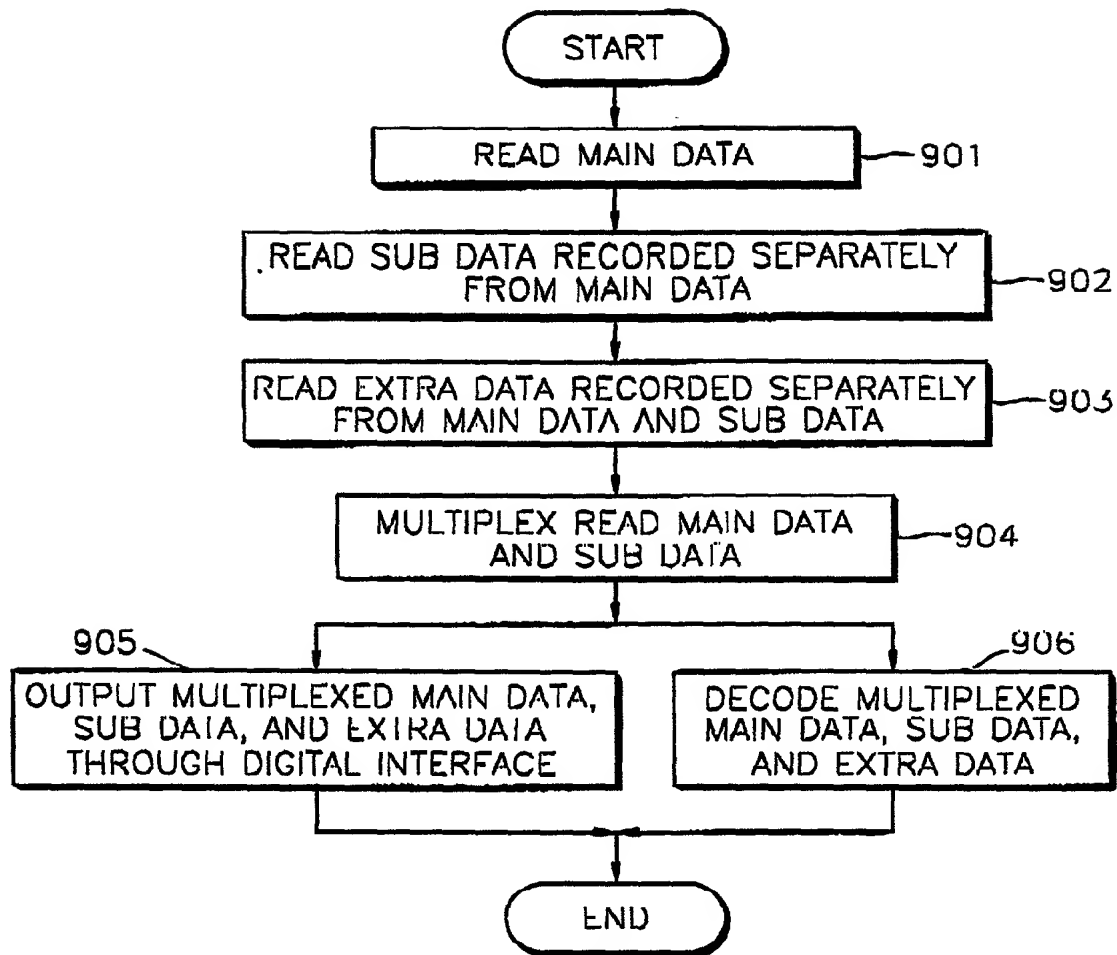 START
READ MAIN DATA
901
READ SUB DATA RECORDED SEPARATELY
FROM MAIN DATA
902
READ EXTRA DATA RECORDED SEPARATELY
FROM MAIN DATA AND SUB DATA
903
MULTIPLEX READ MAIN DATA
AND SUB DATA
904
905
OUTPUT MULTIPLEXED MAIN DATA,
SUB DATA, AND EXTRA DATA
THROUGH DIGITAL INTERFACE
906
DECODE MULTIPLEXED
MAIN DATA, SUB DATA,
AND EXTRA DATA
END